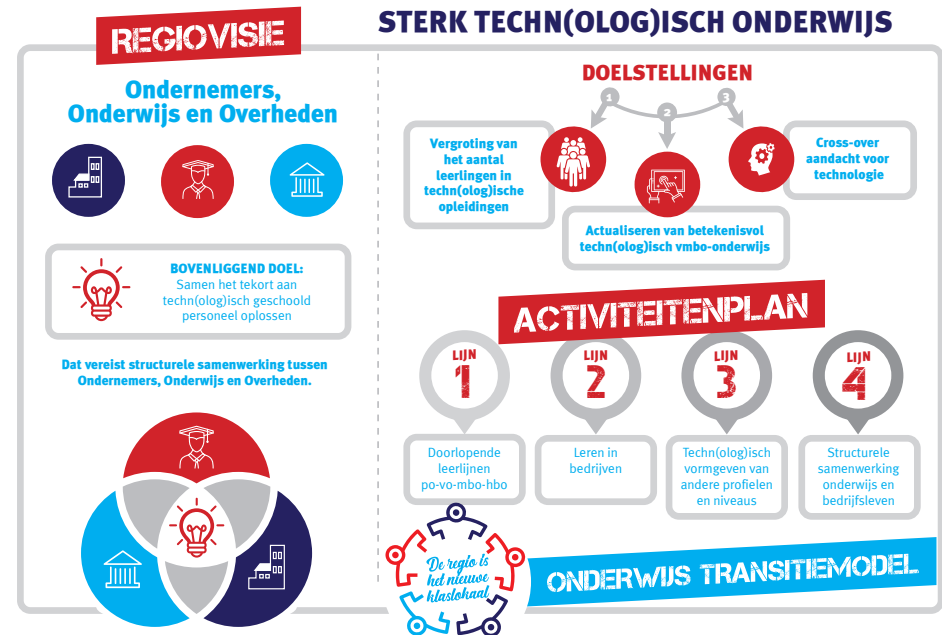 STERK TECHN(OLOG)ISCH ONDERWIJS
REGIOVISIE
Ondernemers,
Onderwijs en Overheden
BOVENLIGGEND DOEL:
Samen het tekort aan
techn(olog)isch geschoold
personeel oplossen
Dat vereist structurele samenwerking tussen
Ondernemers, Onderwijs en Overheden.
DOELSTELLINGEN
1
2
3
Vergroting van
het aantal
leerlingen in
techn(olog)ische
opleidingen
Actualiseren van betekenisvol
techn(olog)isch vmbo-onderwijs
Cross-over
aandacht voor
technologie
ACTIVITEITENPLAN
LIJN
1
Doorlopende
leerlijnen
po-vo-mbo-hbo
LIJN
2
Leren in
bedrijven
LIJN
3
Techn(olog)isch
vormgeven van
andere profielen
en niveaus
LIJN
4
Structurele
samenwerking
onderwijs en
bedrijfsleven
De regio is
het nieuwe
klaslokaal
ONDERWIJS TRANSITIEMODEL